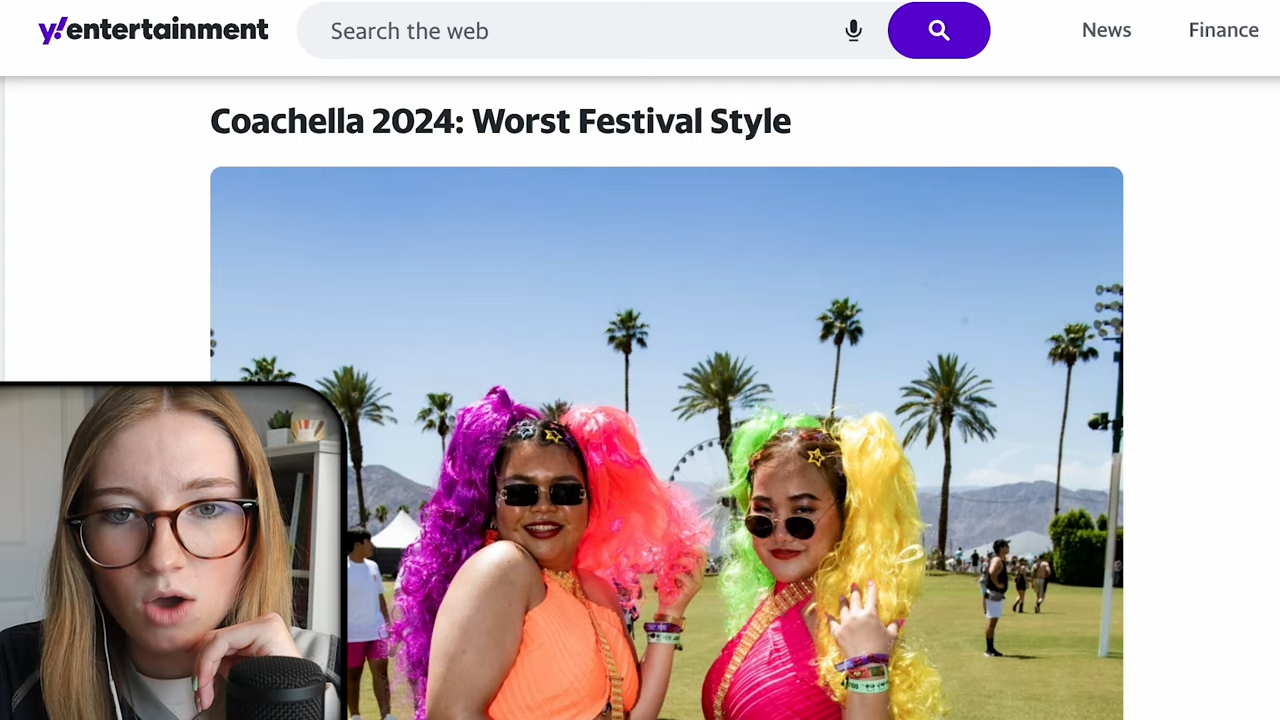 y!entertainment
Search the web
News
Finance
Coachella 2024: Worst Festival Style